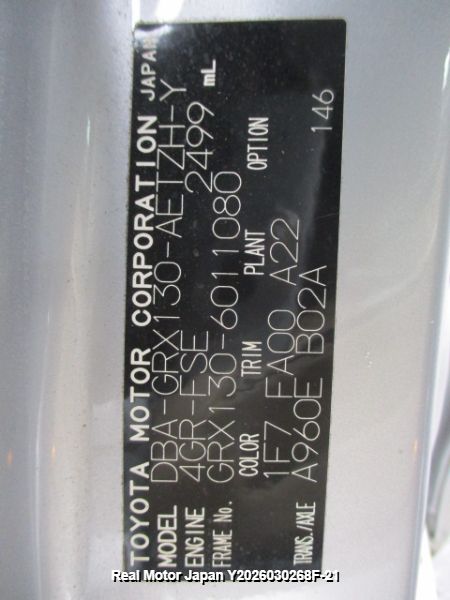 TOYOTA MOTOR CORPORATION JAPAN
MODEL DBA-GRX130-AETZH-Y
ENGINE 4GR-FSE 2499 mL
FRAME No. GRX130-6011080
COLOR TRIM PLANT OPTION
1F7 FA00 A22
TRANS./AXLE A960E B02A 146
Real Motor Japan Y2026030268F-21